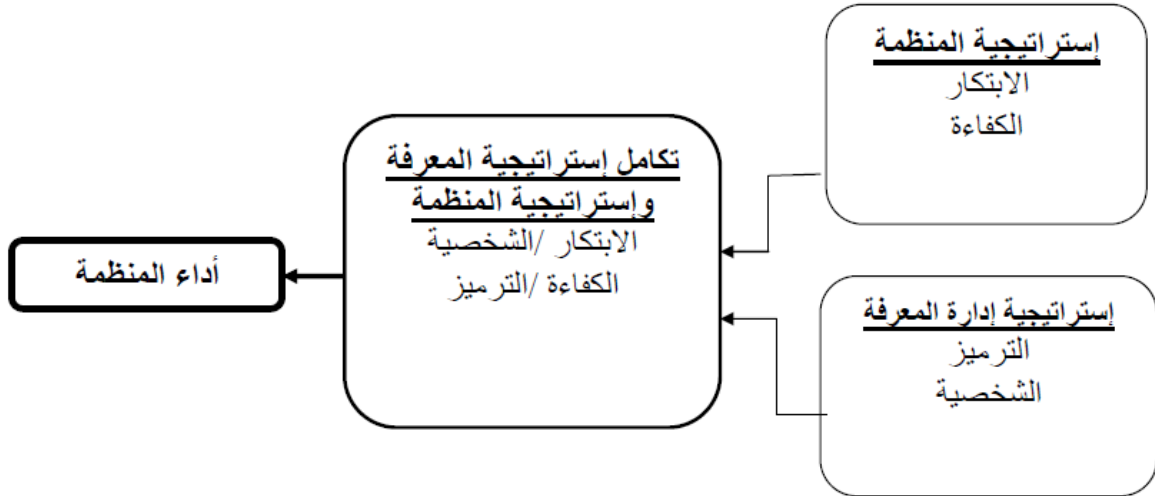 إستراتيجية المنظمة
الابتكار
الكفاءة
تكامل إستراتيجية المعرفة
وإستراتيجية المنظمة
الابتكار /الشخصية
الكفاءة /الترميز
أداء المنظمة
إستراتيجية إدارة المعرفة
الترميز
الشخصية